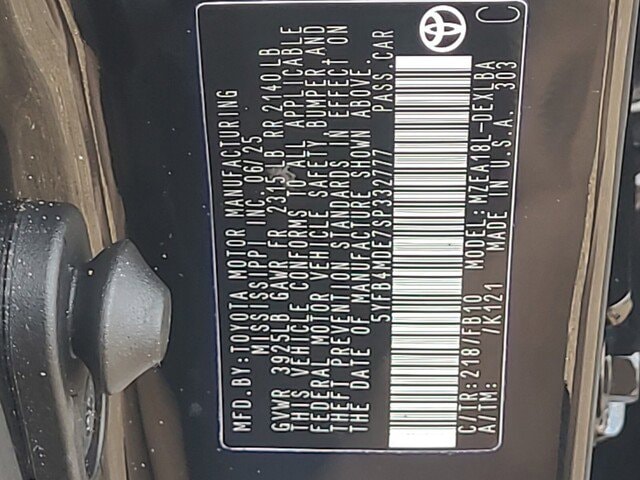 MFD.BY:TOYOTA MOTOR MANUFACTURING
MISSISSIPPI INC. 06/25
GVWR 3925LB GAWR FR 2315LB RR 2140LB
THIS VEHICLE CONFORMS TO ALL APPLICABLE
FEDERAL MOTOR VEHICLE SAFETY, BUMPER, AND
THEFT PREVENTION STANDARDS IN EFFECT ON
THE DATE OF MANUFACTURE SHOWN ABOVE.
5YFB4MDE7SP332777 PASS.CAR
C/TR:218/FB10 MODEL:MZEA18L-DEXLBA
A/TM: /K121 MADE IN U.S.A. 303
C